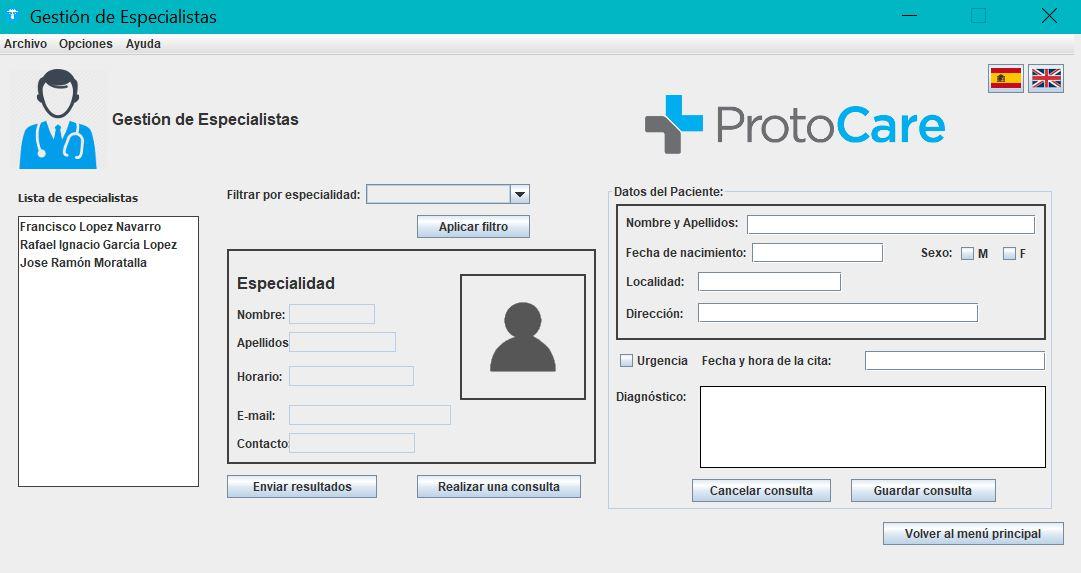 Gestión de Especialistas
Archivo Opciones Ayuda
Gestión de Especialistas
ProtoCare
Lista de especialistas
Francisco Lopez Navarro
Rafael Ignacio García Lopez
Jose Ramón Moratalla
Filtrar por especialidad:
Aplicar filtro
Especialidad
Nombre:
Apellidos
Horario:
E-mail:
Contacto:
Enviar resultados
Realizar una consulta
Datos del Paciente:
Nombre y Apellidos:
Fecha de nacimiento:
Sexo: M F
Localidad:
Dirección:
Urgencia
Fecha y hora de la cita:
Diagnóstico:
Cancelar consulta
Guardar consulta
Volver al menú principal